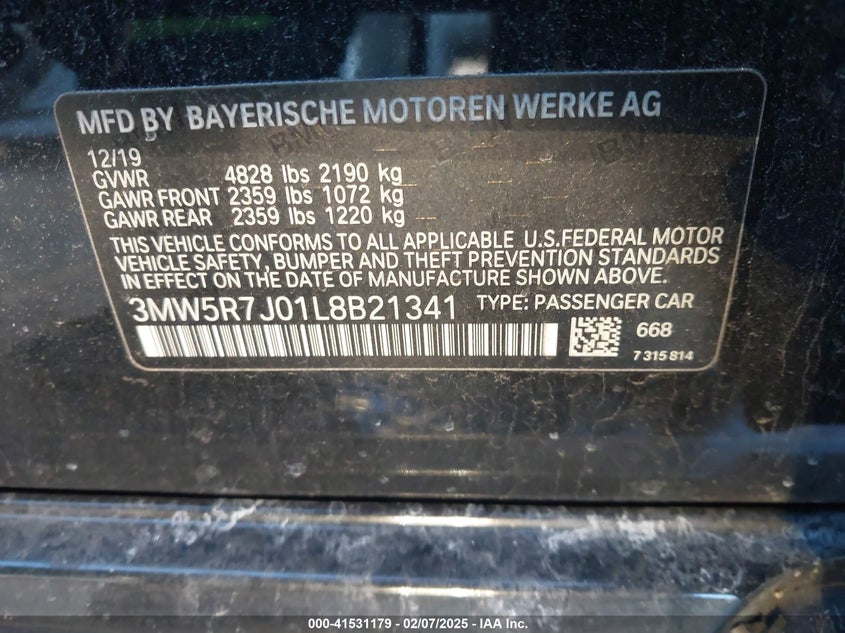 MFD BY BAYERISCHE MOTOREN WERKE AG
12/19
GVWR 4828 lbs 2190 kg
GAWR FRONT 2359 lbs 1072 kg
GAWR REAR 2359 lbs 1220 kg
THIS VEHICLE CONFORMS TO ALL APPLICABLE U.S.FEDERAL MOTOR
VEHICLE SAFETY, BUMPER AND THEFT PREVENTION STANDARDS
IN EFFECT ON THE DATE OF MANUFACTURE SHOWN ABOVE.
3MW5R7J01L8B21341 TYPE: PASSENGER CAR
668
7 315 814
000-41531179 - 02/07/2025 - IAA Inc.